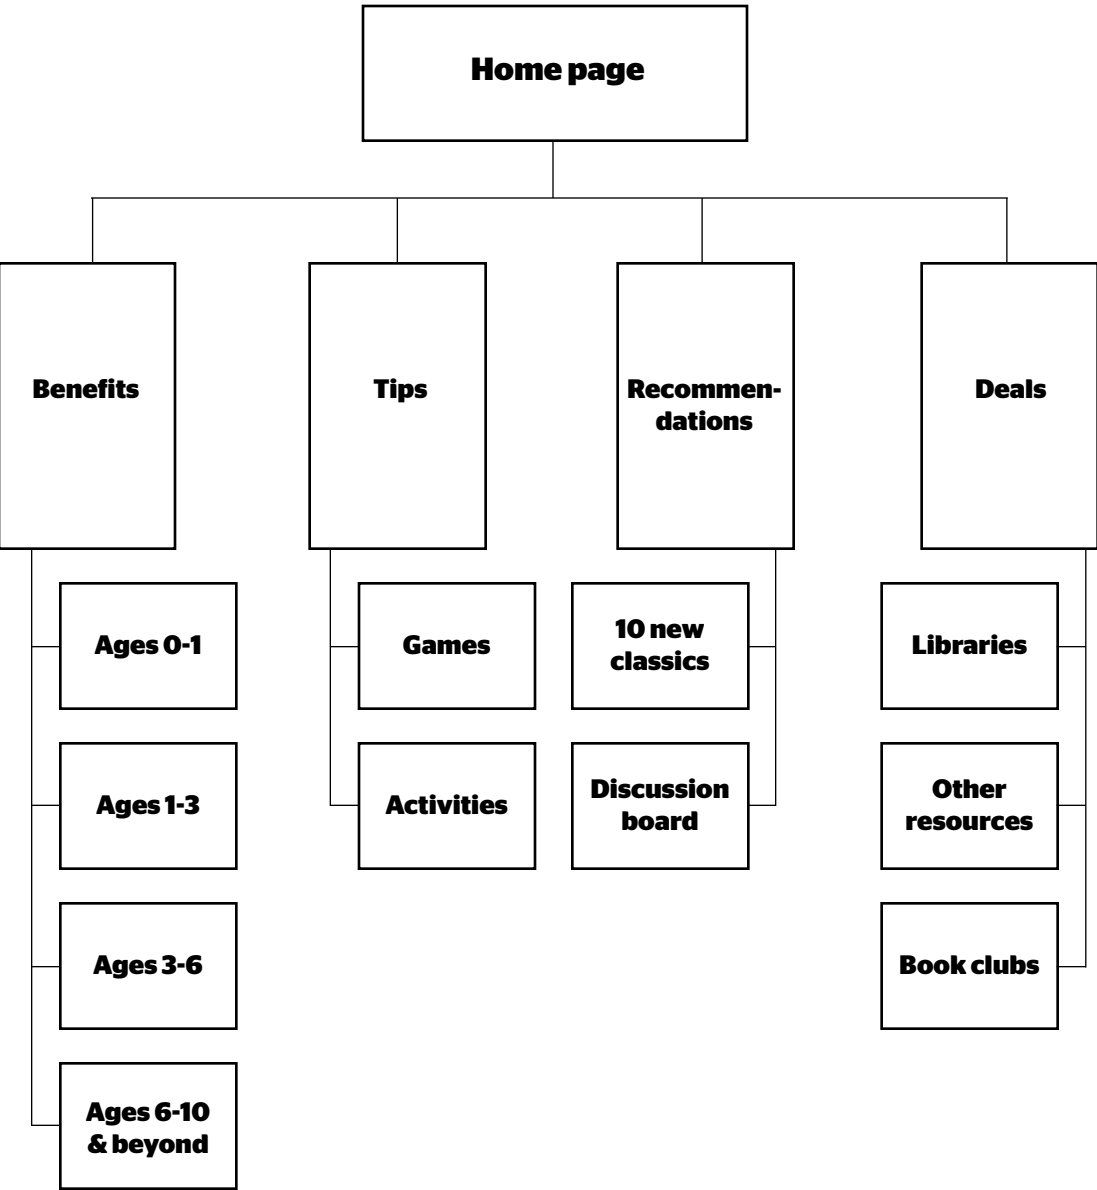 Home page
Benefits
Tips
Recommen-
dations
Deals
Ages 0-1
Ages 1-3
Ages 3-6
Ages 6-10
& beyond
Games
Activities
10 new
classics
Discussion
board
Libraries
Other
resources
Book clubs